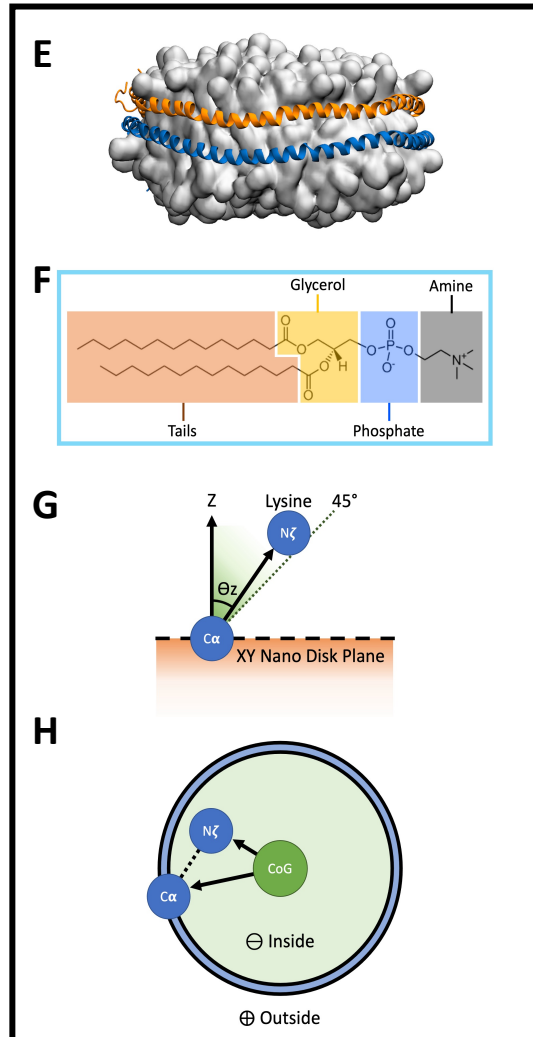 E
F
Glycerol Amine
O
O
O
P
O
N+
O
H
O-
O
Tails Phosphate
G
Z Lysine 45°
Nζ
Θz
Cα
XY Nano Disk Plane
H
Nζ
CoG
Cα
⊖ Inside
⊕ Outside